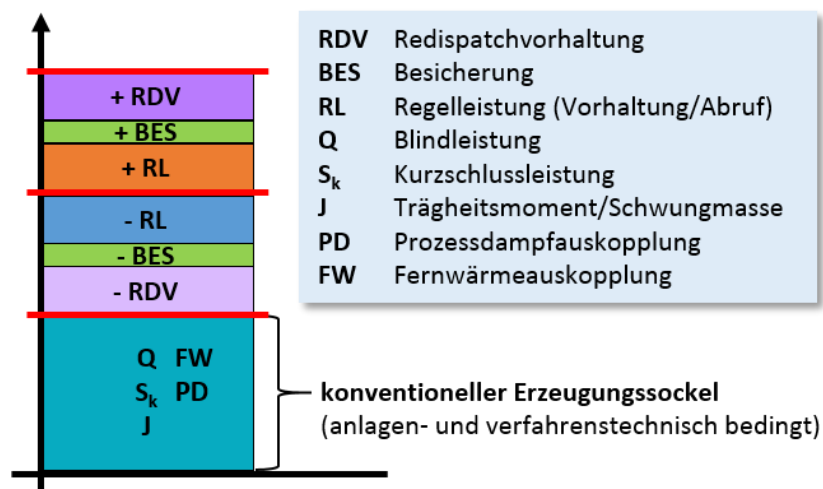 + RDV
+ BES
+ RL
- RL
- BES
- RDV
Q FW
Sk PD
J
RDV Redispatchvorhaltung
BES Besicherung
RL Regelleistung (Vorhaltung/Abruf)
Q Blindleistung
Sk Kurzschlussleistung
J Trägheitsmoment/Schwungmasse
PD Prozessdampfauskopplung
FW Fernwärmeauskopplung
konventioneller Erzeugungssockel
(anlagen- und verfahrenstechnisch bedingt)